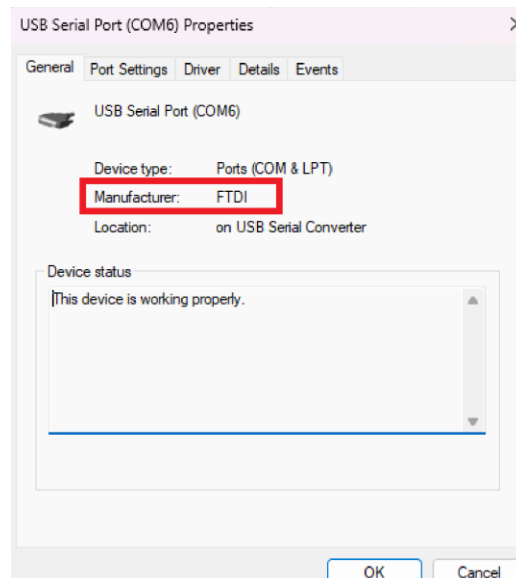 USB Serial Port (COM6) Properties
General Port Settings Driver Details Events
USB Serial Port (COM6)
Device type: Ports (COM & LPT)
Manufacturer: FTDI
Location: on USB Serial Converter
Device status
This device is working properly.
OK Cancel